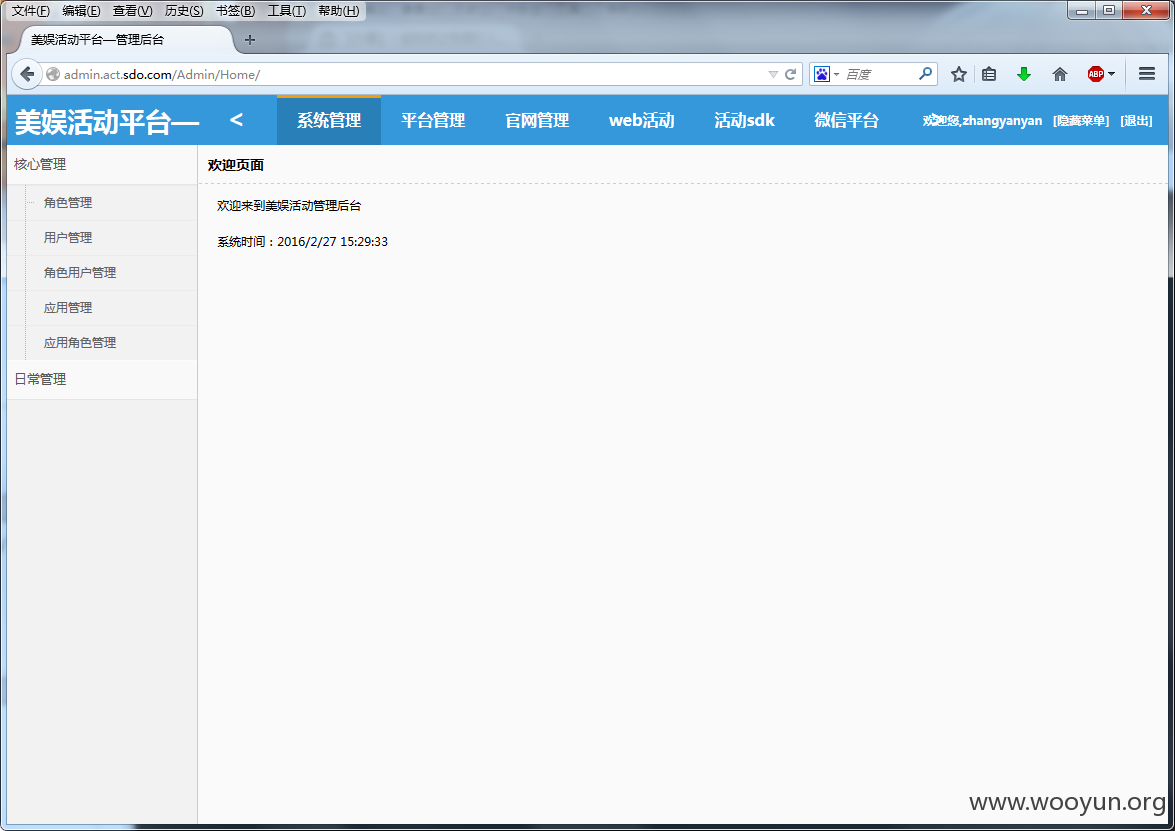 文件(F) 编辑(E) 查看(V) 历史(S) 书签(B) 工具(T) 帮助(H)
美娱活动平台—管理后台
admin.act.sdo.com/Admin/Home/
百度
ABP
美娱活动平台— < 系统管理 平台管理 官网管理 web活动 活动sdk 微信平台 欢迎您,zhangyanyan [隐藏菜单] [退出]
核心管理
角色管理
用户管理
角色用户管理
应用管理
应用角色管理
日常管理
欢迎页面
欢迎来到美娱活动管理后台
系统时间：2016/2/27 15:29:33
www.wooyun.org